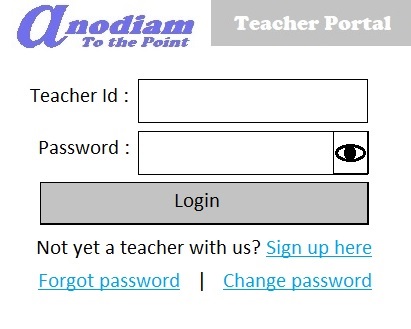 anodiam
To the Point
Teacher Portal
Teacher Id :
Password :
Login
Not yet a teacher with us? Sign up here
Forgot password | Change password